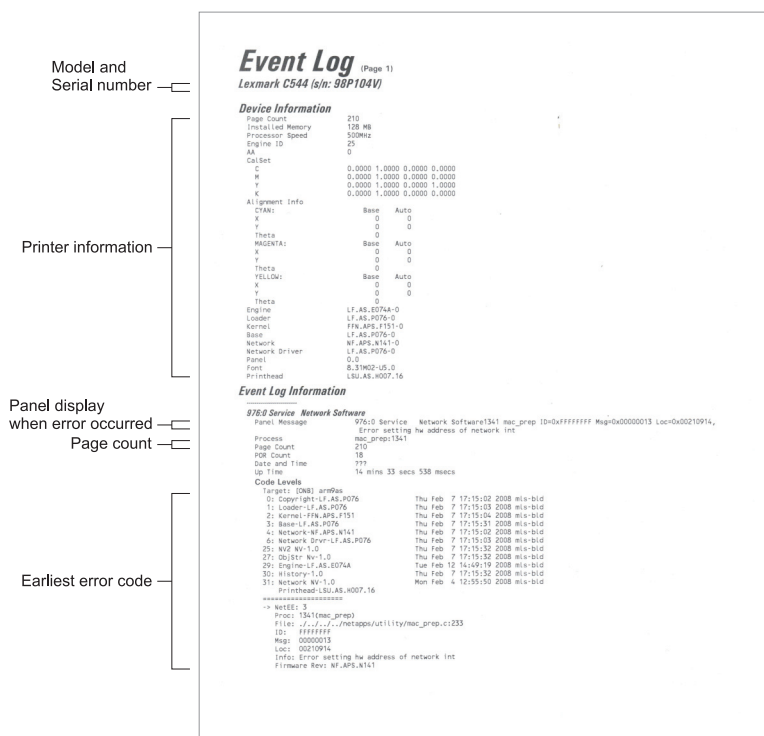 Event Log (Page 1)
Model and
Serial number
Lexmark C544 (s/n: 98P104V)
Device Information
Page Count 210
Installed Memory 128 MB
Processor Speed 500MHz
Engine ID 25
AA 0
CalSet
C 0.0000 1.0000 0.0000 0.0000
M 0.0000 1.0000 0.0000 0.0000
Y 0.0000 1.0000 0.0000 1.0000
K 0.0000 1.0000 0.0000 0.0000
Alignment Info
CYAN: Base Auto
X 0 0
Y 0 0
Theta 0
Printer information
MAGENTA: Base Auto
X 0 0
Y 0 0
Theta 0
YELLOW: Base Auto
X 0 0
Y 0 0
Theta 0
Engine LF.AS.E074A-0
Loader LF.AS.P076-0
Kernel FFN.APS.F151-0
Base LF.AS.P076-0
Network NF.APS.N141-0
Network Driver LF.AS.P076-0
Panel 0.0
Font 8.31M02-U5.0
Printhead LSU.AS.H007.16
Event Log Information
Panel display
when error occurred
976:0 Service Network Software
Panel Message 976:0 Service Network Software1341 mac_prep ID=0xFFFFFFFF Msg=0x00000013 Loc=0x00210914,
Error setting hw address of network int
Process mac_prep:1341
Page count
Page Count 210
POR Count 18
Date and Time ???
Up Time 14 mins 33 secs 538 msecs
Code Levels
Target: (DNB) arm9as
0: Copyright-LF.AS.P076 Thu Feb 7 17:15:02 2008 mls-bld
1: Loader-LF.AS.P076 Thu Feb 7 17:15:03 2008 mls-bld
2: Kernel-FFN.APS.F151 Thu Feb 7 17:15:04 2008 mls-bld
3: Base-LF.AS.P076 Thu Feb 7 17:15:31 2008 mls-bld
4: Network-NF.APS.N141 Thu Feb 7 17:15:02 2008 mls-bld
6: Network Drvr-LF.AS.P076 Thu Feb 7 17:15:03 2008 mls-bld
25: NV2 NV-1.0 Thu Feb 7 17:15:32 2008 mls-bld
27: ObjStr Nv-1.0 Thu Feb 7 17:15:32 2008 mls-bld
29: Engine-LF.AS.E074A Tue Feb 12 14:49:19 2008 mls-bld
Earliest error code
30: History-1.0 Thu Feb 7 17:15:32 2008 mls-bld
31: Network NV-1.0 Mon Feb 4 12:55:50 2008 mls-bld
Printhead-LSU.AS.H007.16
====================
-> NetEE: 3
Proc: 1341(mac_prep)
File: ./../../../netapps/utility/mac_prep.c:233
ID: FFFFFFFF
Msg: 00000013
Loc: 00210914
Info: Error setting hw address of network int
Firmware Rev: NF.APS.N141